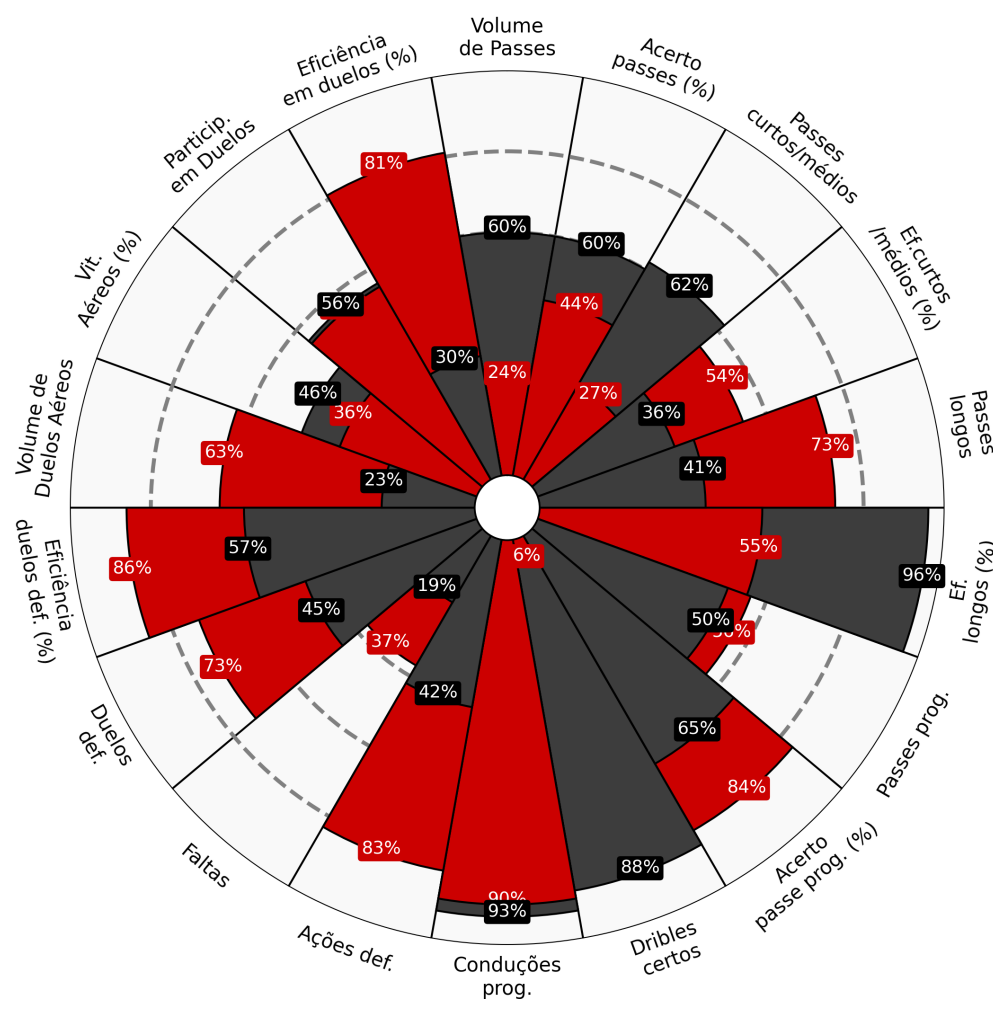 Volume
de Passes
60%
24%
Acerto
passes (%)
60%
44%
Passes
curtos/médios
62%
27%
Ef.curtos
/médios (%)
54%
36%
Passes
longos
73%
41%
Ef.
longos (%
96%
55%
Passes prog.
50%
Acerto
passe prog. (%)
84%
65%
Dribles
certos
88%
6%
Conduções
prog.
90%
93%
Ações def.
83%
42%
Faltas
37%
19%
Duelos
def.
73%
45%
Eficiência
duelos def. (%)
86%
57%
Volume de
Duelos Aéreos
63%
23%
Vit.
Aéreos (%)
46%
36%
Particip.
em Duelos
56%
Eficiência
em duelos (%)
81%
30%